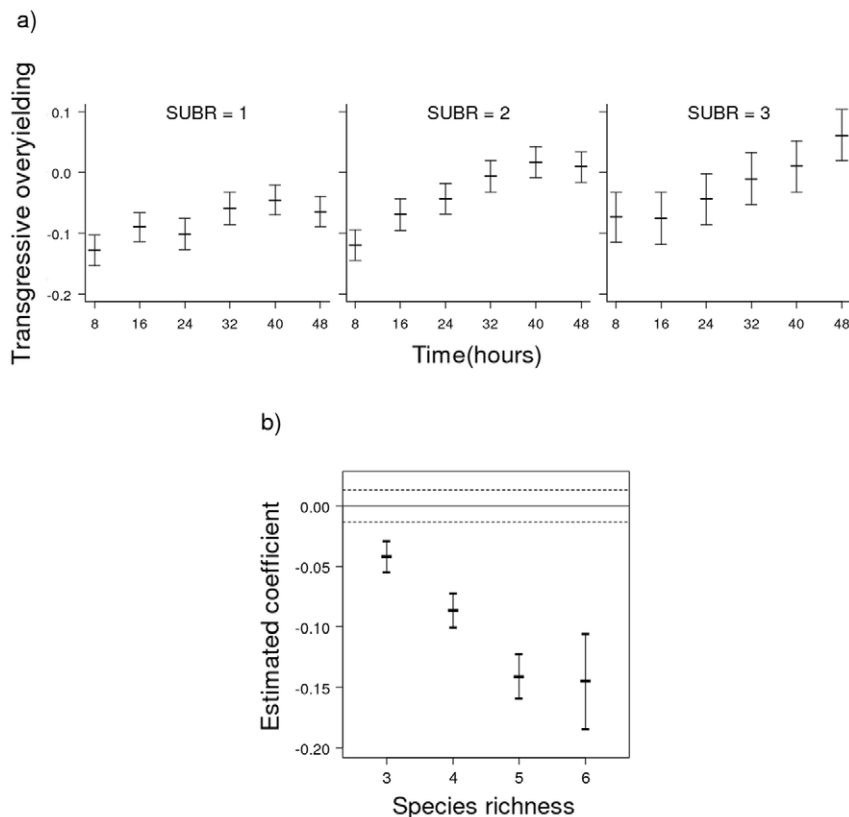 a)
Transgressive overyielding
SUBR = 1
SUBR = 2
SUBR = 3
0.1
0.0
-0.1
-0.2
8 16 24 32 40 48
8 16 24 32 40 48
8 16 24 32 40 48
Time(hours)
b)
Estimated coefficient
0.00
-0.05
-0.10
-0.15
-0.20
3 4 5 6
Species richness